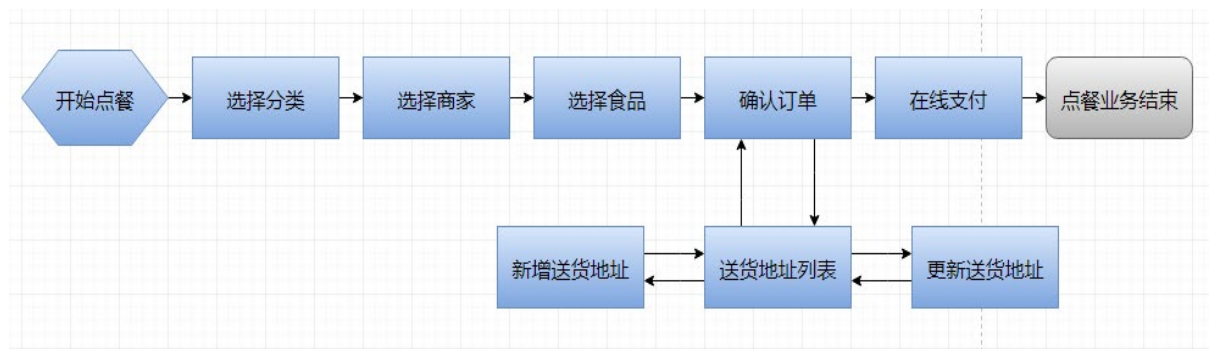 开始点餐
选择分类
选择商家
选择食品
确认订单
在线支付
点餐业务结束
新增送货地址
送货地址列表
更新送货地址